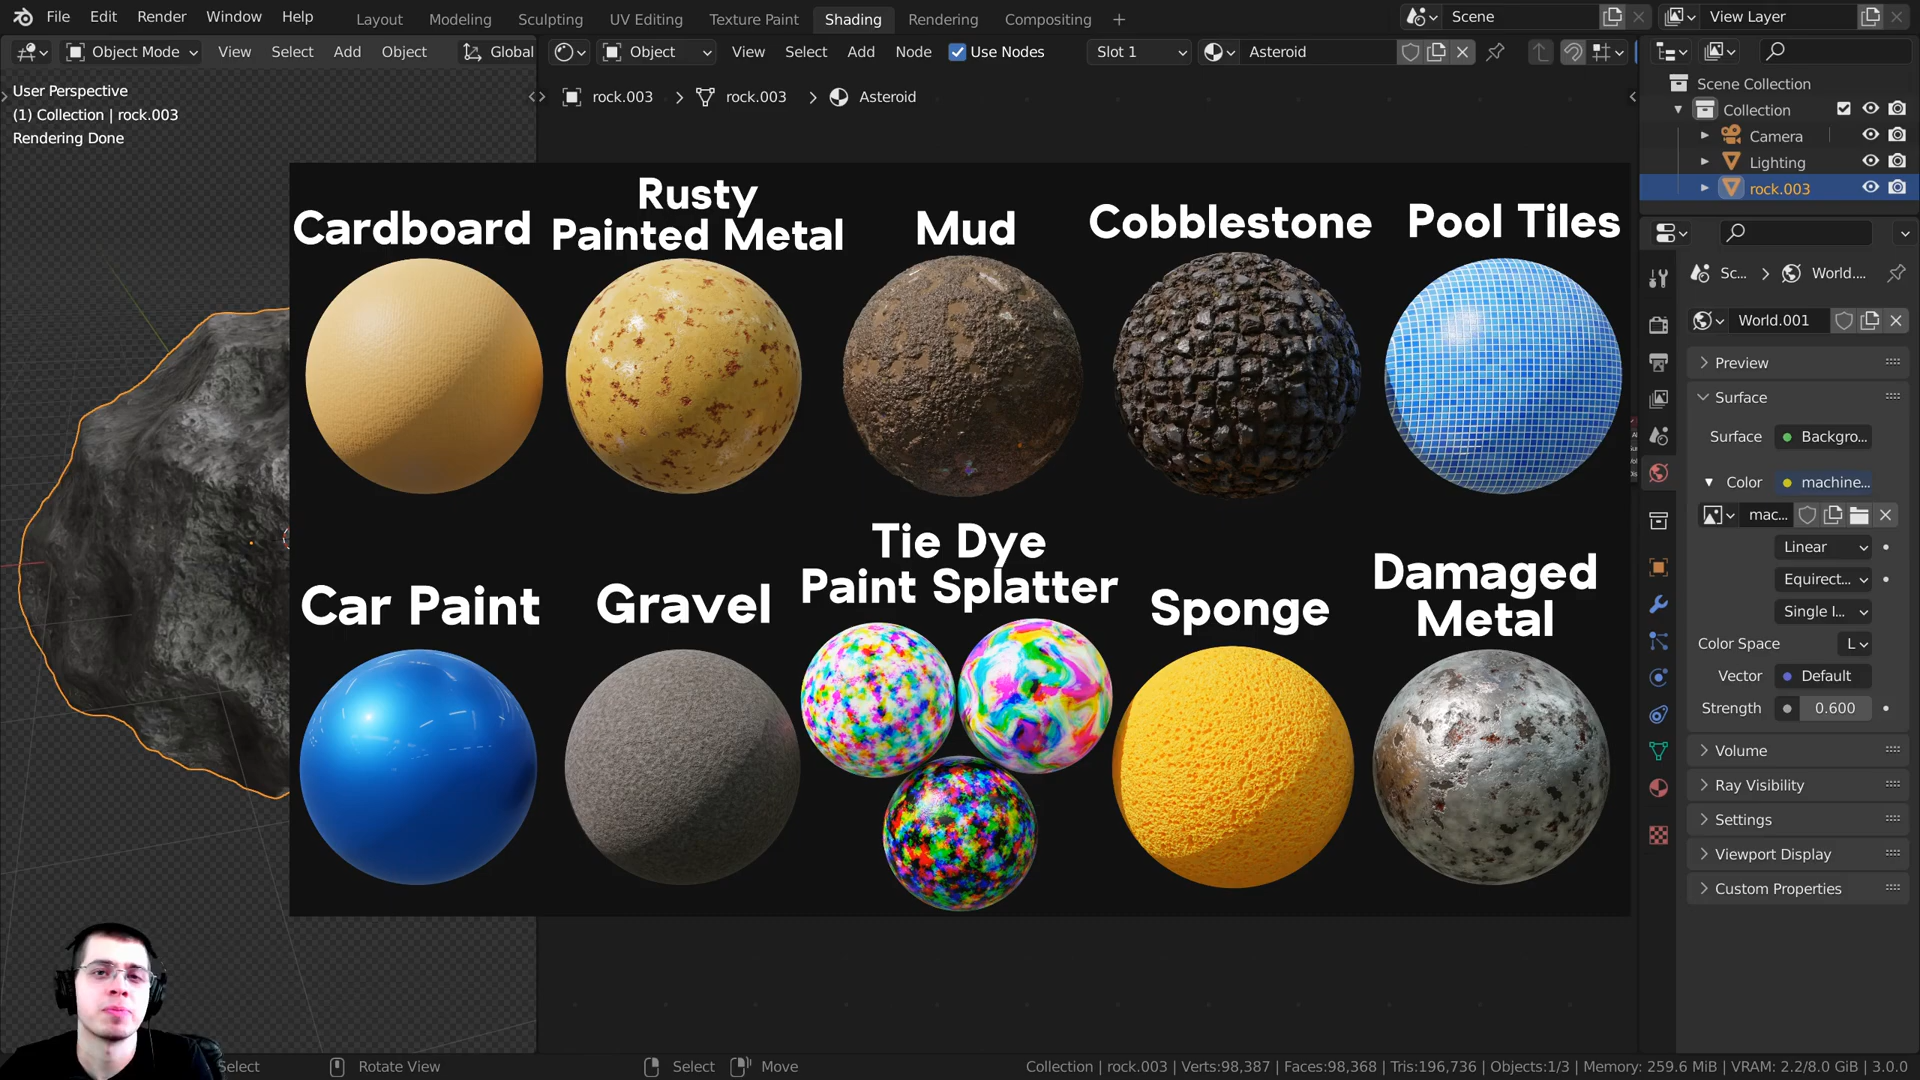 File Edit Render Window Help
Layout Modeling Sculpting UV Editing Texture Paint Shading Rendering Compositing +
Scene
View Layer
Object Mode View Select Add Object Global
Object View Select Add Node Use Nodes Slot 1 Asteroid
User Perspective
(1) Collection | rock.003
Rendering Done
rock.003 > rock.003 > Asteroid
Scene Collection
Collection
Camera
Lighting
rock.003
Cardboard
Rusty
Painted Metal
Mud
Cobblestone
Pool Tiles
Car Paint
Gravel
Tie Dye
Paint Splatter
Sponge
Damaged
Metal
Sc... > World....
World.001
Preview
Surface
Surface Backgro...
Color machine...
mac...
Linear
Equirect...
Single I...
Color Space L
Vector Default
Strength 0.600
Volume
Ray Visibility
Settings
Viewport Display
Custom Properties
Select Rotate View Select Move
Collection | rock.003 | Verts:98,387 | Faces:98,368 | Tris:196,736 | Objects:1/3 | Memory: 259.6 MiB | VRAM: 2.2/8.0 GiB | 3.0.0